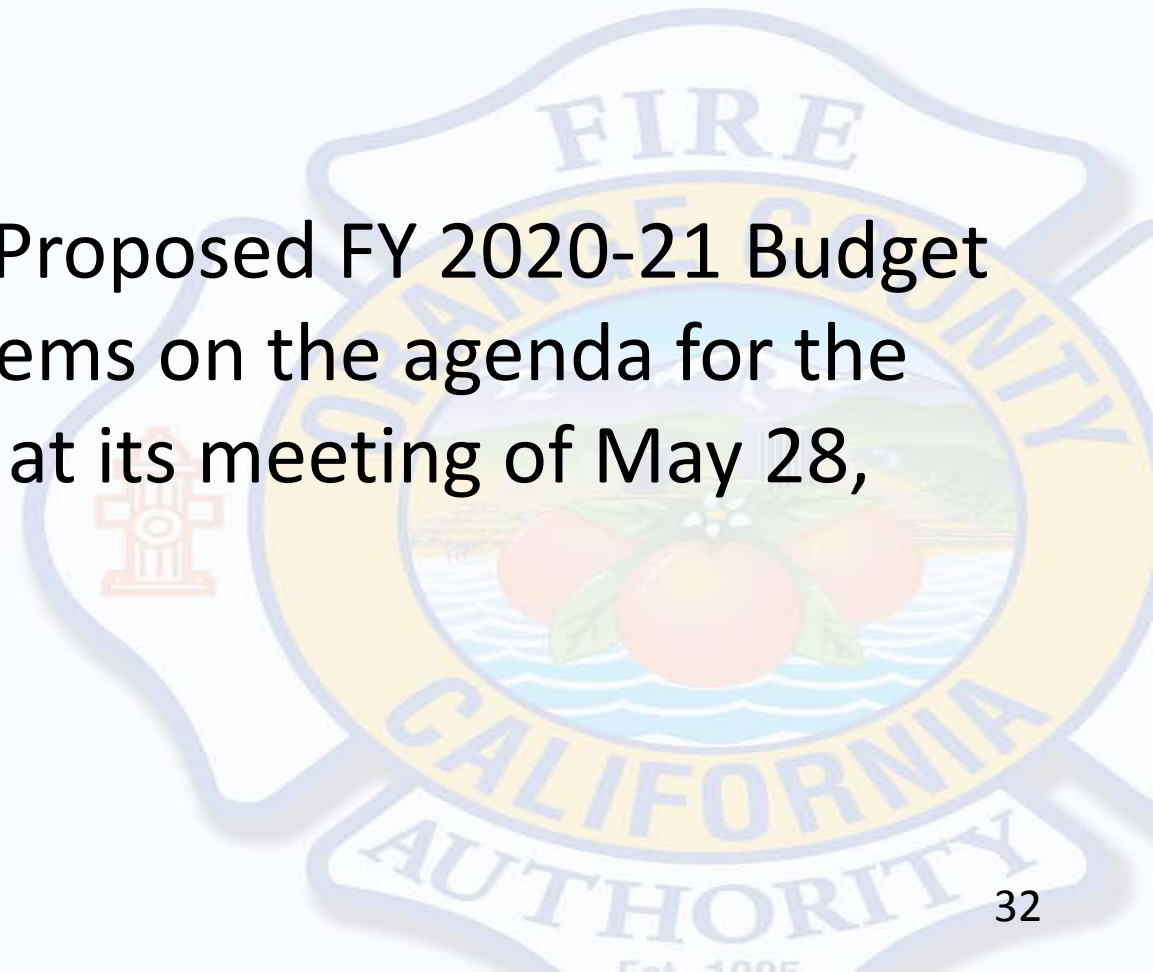 FIRE
ORANGE COUNTY
Proposed FY 2020-21 Budget
ems on the agenda for the
at its meeting of May 28,
CALIFORNIA
AUTHORITY
32